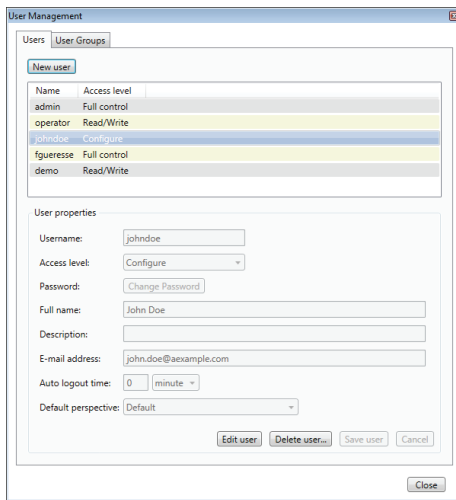 User Management
Users User Groups
New user
Name Access level
admin Full control
operator Read/Write
johndoe Configure
fgueresse Full control
demo Read/Write
User properties
Username: johndoe
Access level: Configure
Password: Change Password
Full name: John Doe
Description:
E-mail address: john.doe@aexample.com
Auto logout time: 0 minute
Default perspective: Default
Edit user Delete user... Save user Cancel
Close